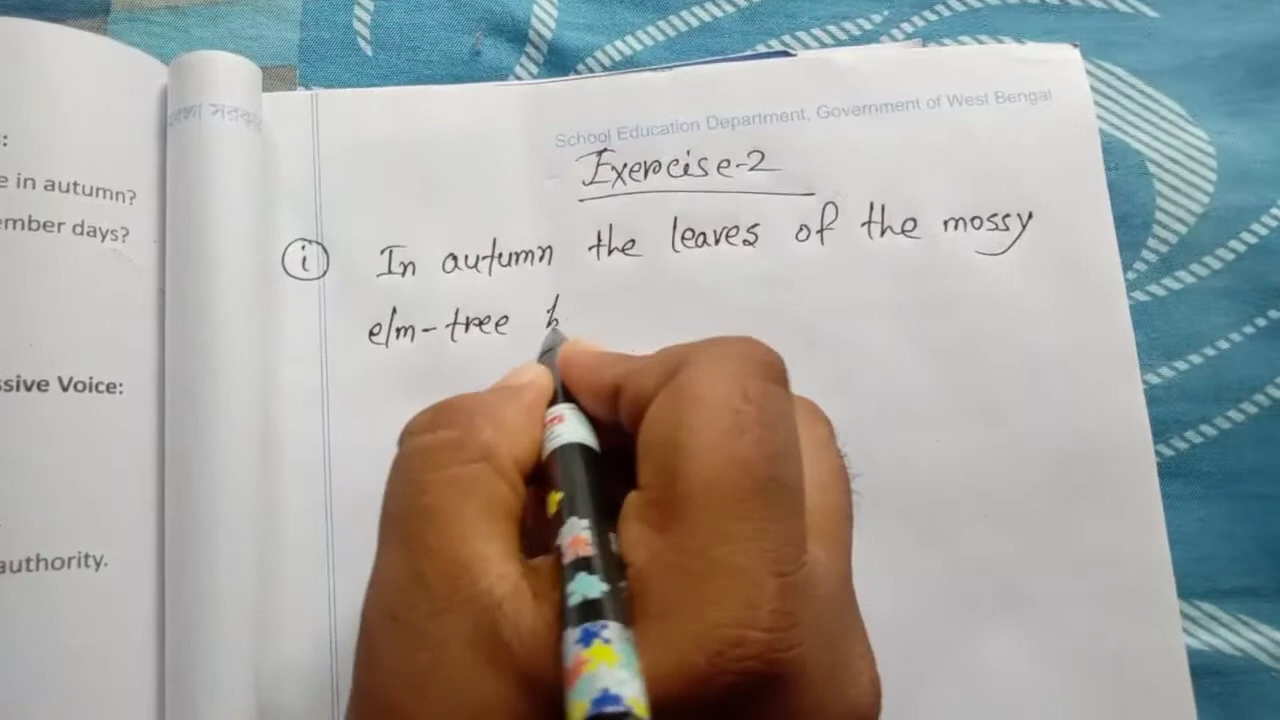 :
e in autumn?
ember days?
ssive Voice:
authority.
School Education Department, Government of West Bengal
Exercise-2
i In autumn the leaves of the mossy
elm-tree